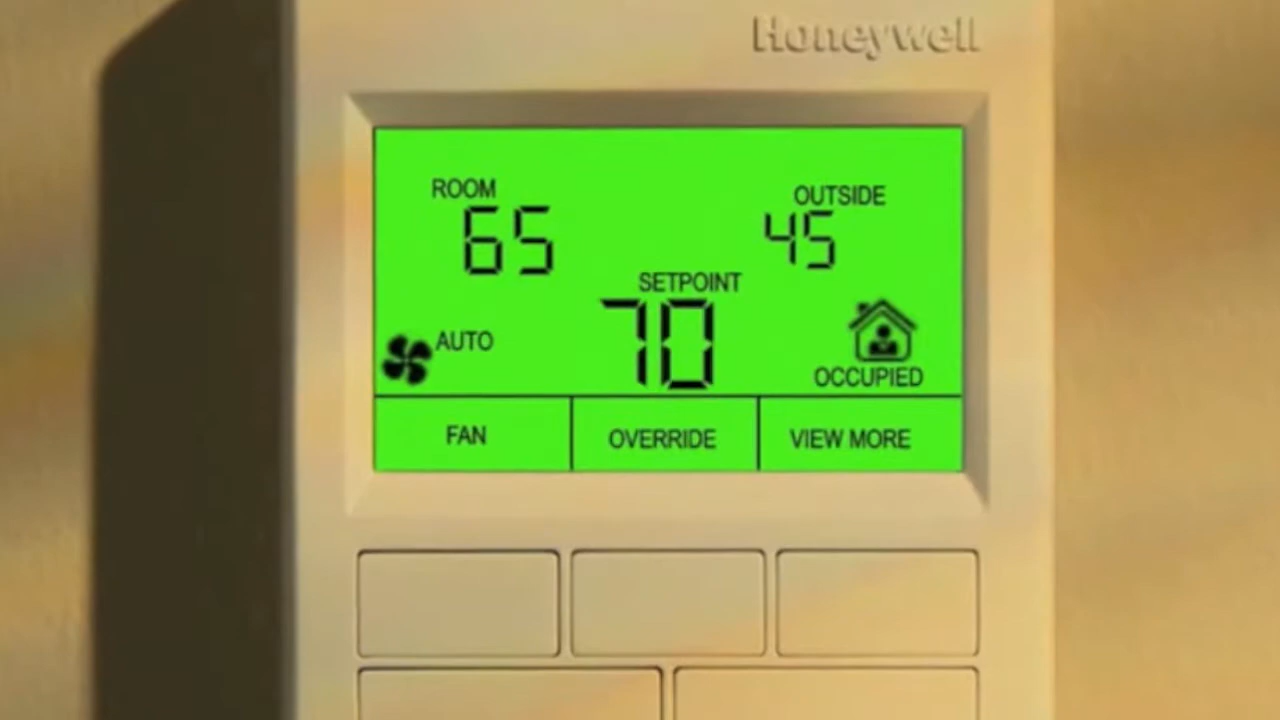 Honeywell
ROOM
65
OUTSIDE
45
SETPOINT
70
AUTO
OCCUPIED
FAN
OVERRIDE
VIEW MORE